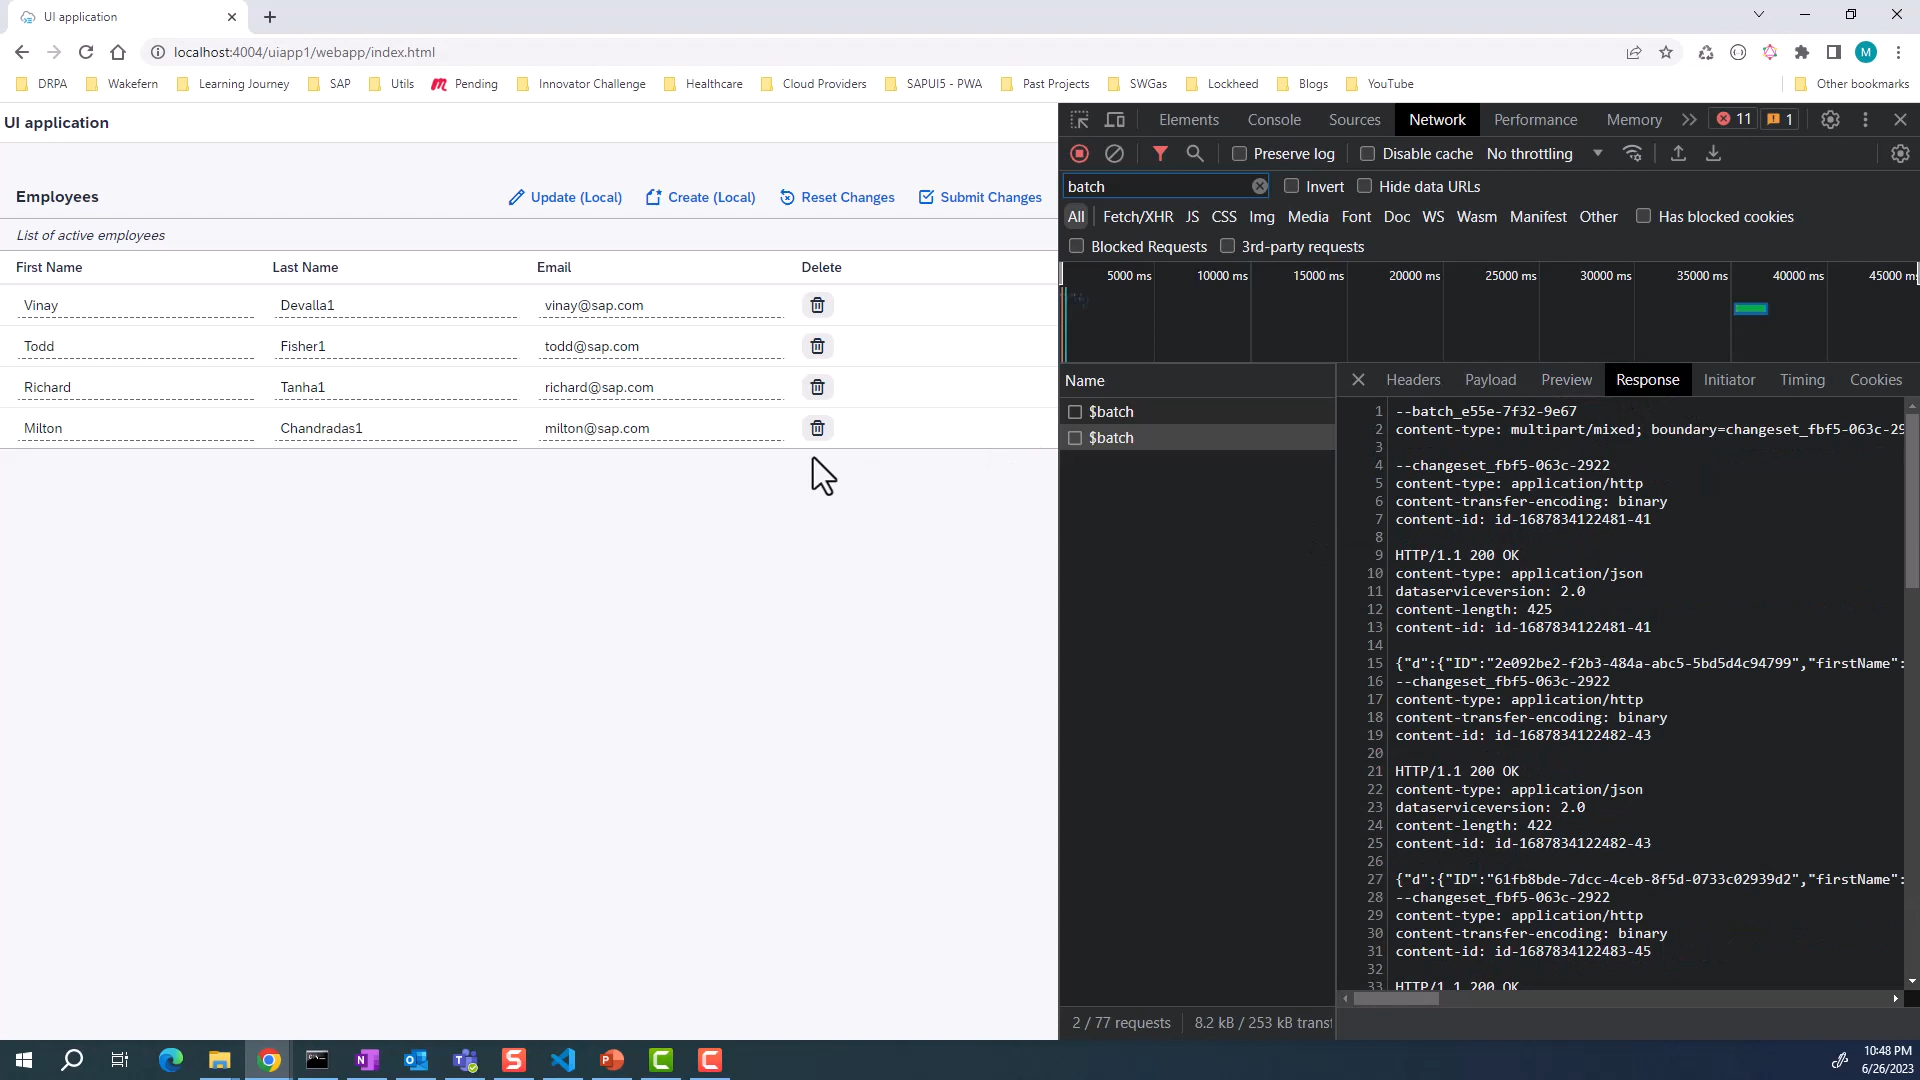 UI application
localhost:4004/uiapp1/webapp/index.html
M
DRPA Wakefern Learning Journey SAP Utils Pending Innovator Challenge Healthcare Cloud Providers SAPUI5 - PWA Past Projects SWGas Lockheed Blogs YouTube Other bookmarks
UI application
Employees Update (Local) Create (Local) Reset Changes Submit Changes
List of active employees
First Name Last Name Email Delete
Vinay Devalla1 vinay@sap.com
Todd Fisher1 todd@sap.com
Richard Tanha1 richard@sap.com
Milton Chandradas1 milton@sap.com
Elements Console Sources Network Performance Memory 11 1
Preserve log Disable cache No throttling
batch Invert Hide data URLs
All Fetch/XHR JS CSS Img Media Font Doc WS Wasm Manifest Other Has blocked cookies
Blocked Requests 3rd-party requests
5000 ms 10000 ms 15000 ms 20000 ms 25000 ms 30000 ms 35000 ms 40000 ms 45000 ms
Name
$batch
$batch
Headers Payload Preview Response Initiator Timing Cookies
1 --batch_e55e-7f32-9e67
2 content-type: multipart/mixed; boundary=changeset_fbf5-063c-29
3
4 --changeset_fbf5-063c-2922
5 content-type: application/http
6 content-transfer-encoding: binary
7 content-id: id-1687834122481-41
8
9 HTTP/1.1 200 OK
10 content-type: application/json
11 dataserviceversion: 2.0
12 content-length: 425
13 content-id: id-1687834122481-41
14
15 {"d":{"ID":"2e092be2-f2b3-484a-abc5-5bd5d4c94799","firstName":
16 --changeset_fbf5-063c-2922
17 content-type: application/http
18 content-transfer-encoding: binary
19 content-id: id-1687834122482-43
20
21 HTTP/1.1 200 OK
22 content-type: application/json
23 dataserviceversion: 2.0
24 content-length: 422
25 content-id: id-1687834122482-43
26
27 {"d":{"ID":"61fb8bde-7dcc-4ceb-8f5d-0733c02939d2","firstName":
28 --changeset_fbf5-063c-2922
29 content-type: application/http
30 content-transfer-encoding: binary
31 content-id: id-1687834122483-45
32
33 HTTP/1.1 200 OK
2 / 77 requests 8.2 kB / 253 kB transf
10:48 PM
6/26/2023